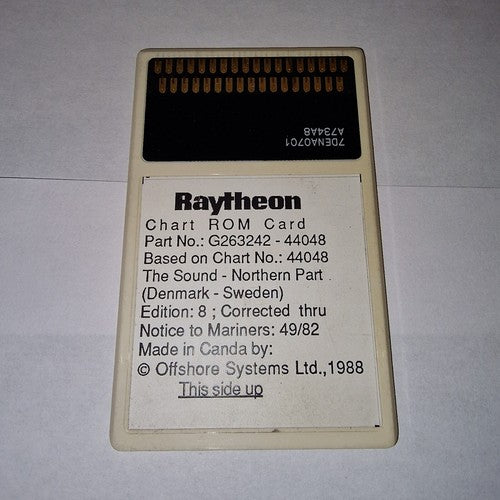 7DENA0701
A734A8
Raytheon
Chart ROM Card
Part No.: G263242 - 44048
Based on Chart No.: 44048
The Sound - Northern Part
(Denmark - Sweden)
Edition: 8 ; Corrected thru
Notice to Mariners: 49/82
Made in Canda by:
© Offshore Systems Ltd.,1988
This side up